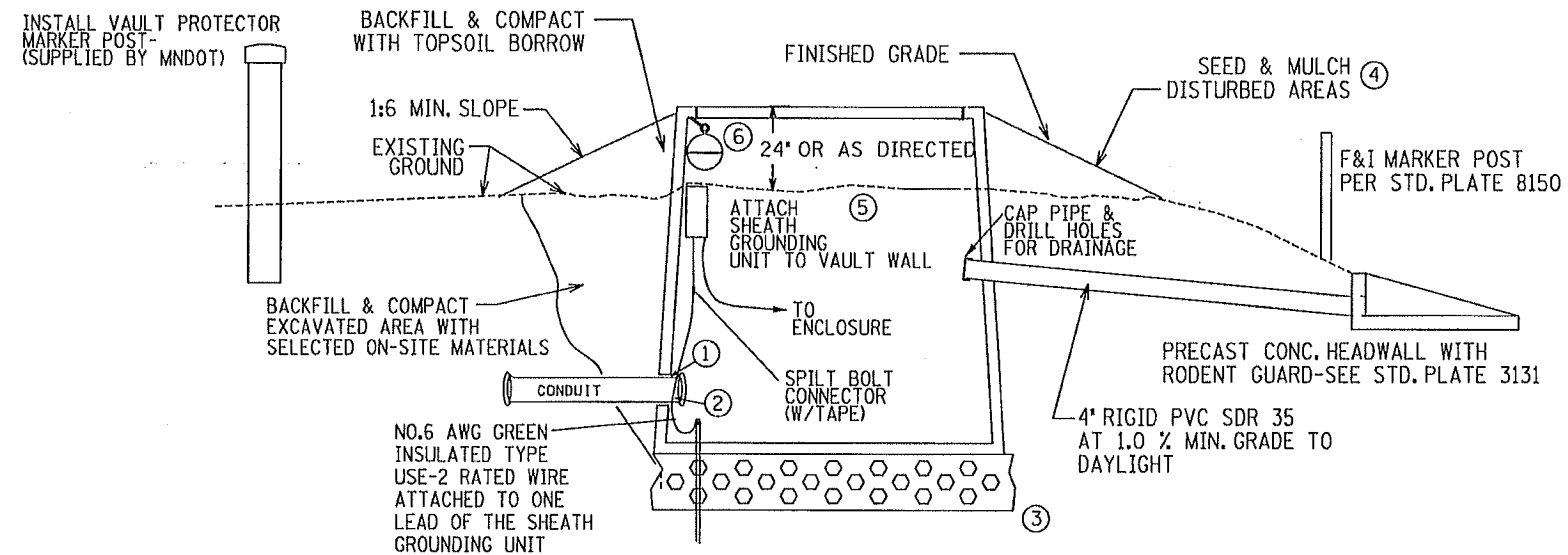 INSTALL VAULT PROTECTOR
MARKER POST-
(SUPPLIED BY MNDOT)
BACKFILL & COMPACT
WITH TOPSOIL BORROW
FINISHED GRADE
SEED & MULCH
DISTURBED AREAS
4
1:6 MIN. SLOPE
EXISTING
GROUND
6
24" OR AS DIRECTED
F&I MARKER POST
PER STD. PLATE 8150
5
ATTACH
SHEATH
GROUNDING
UNIT TO VAULT WALL
CAP PIPE &
DRILL HOLES
FOR DRAINAGE
BACKFILL & COMPACT
EXCAVATED AREA WITH
SELECTED ON-SITE MATERIALS
TO
ENCLOSURE
PRECAST CONC. HEADWALL WITH
RODENT GUARD-SEE STD. PLATE 3131
1
CONDUIT
2
SPILT BOLT
CONNECTOR
(W/TAPE)
4" RIGID PVC SDR 35
AT 1.0 % MIN. GRADE TO
DAYLIGHT
NO.6 AWG GREEN
INSULATED TYPE
USE-2 RATED WIRE
ATTACHED TO ONE
LEAD OF THE SHEATH
GROUNDING UNIT
3